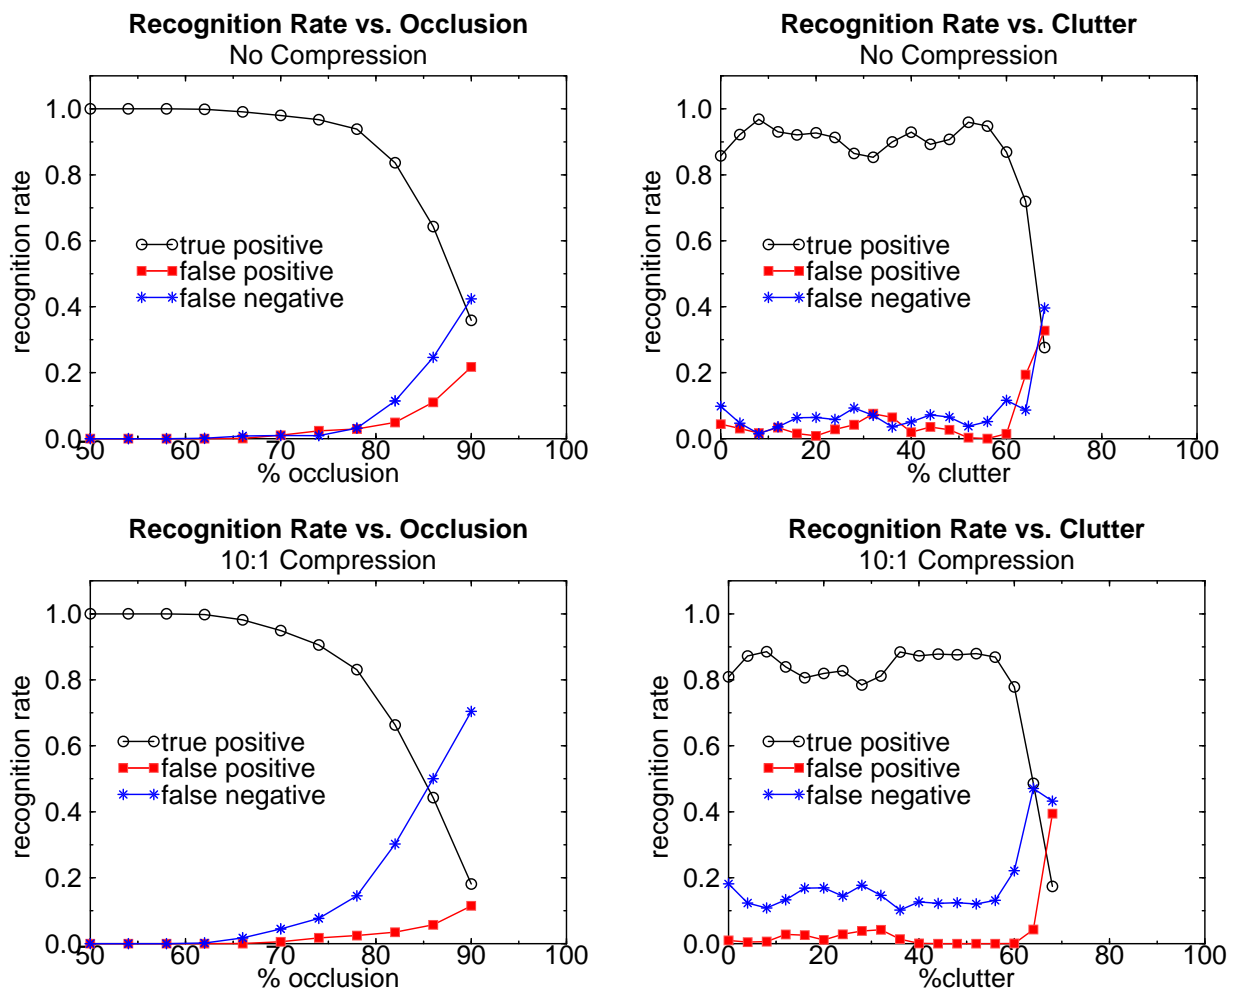 Recognition Rate vs. Occlusion
No Compression
1.0
0.8
0.6
0.4
0.2
0.0
recognition rate
true positive
false positive
false negative
50 60 70 80 90 100
% occlusion
Recognition Rate vs. Clutter
No Compression
1.0
0.8
0.6
0.4
0.2
0.0
recognition rate
true positive
false positive
false negative
0 20 40 60 80 100
% clutter
Recognition Rate vs. Occlusion
10:1 Compression
1.0
0.8
0.6
0.4
0.2
0.0
recognition rate
true positive
false positive
false negative
50 60 70 80 90 100
% occlusion
Recognition Rate vs. Clutter
10:1 Compression
1.0
0.8
0.6
0.4
0.2
0.0
recognition rate
true positive
false positive
false negative
0 20 40 60 80 100
%clutter